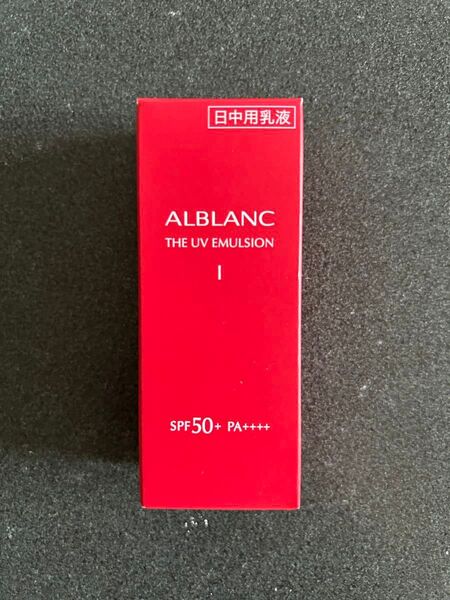 日中用乳液
ALBLANC
THE UV EMULSION
I
SPF50+ PA++++